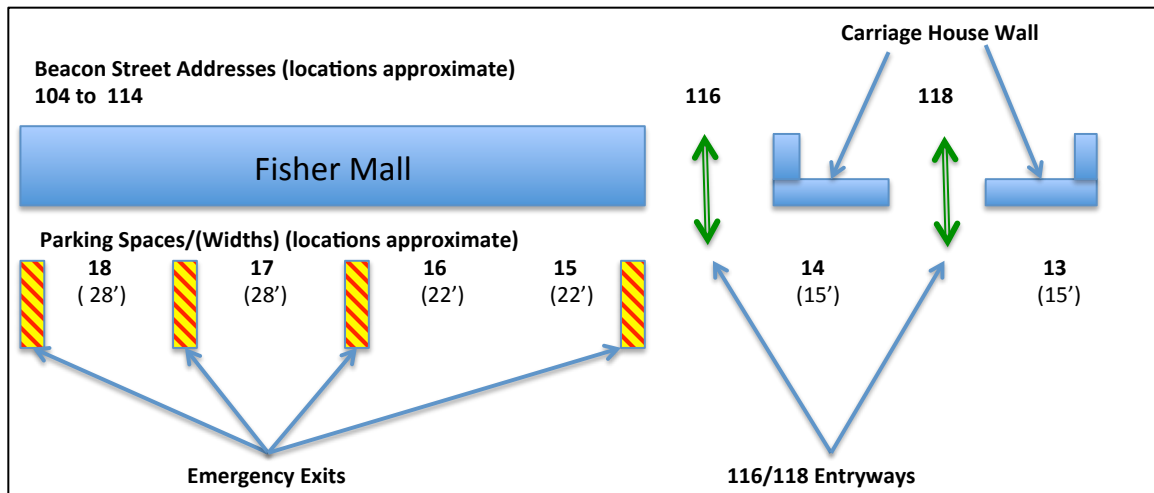 Carriage House Wall
Beacon Street Addresses (locations approximate)
104 to 114
116
118
Fisher Mall
Parking Spaces/(Widths) (locations approximate)
18
17
16
15
14
13
( 28’)
(28’)
(22’)
(22’)
(15’)
(15’)
Emergency Exits
116/118 Entryways